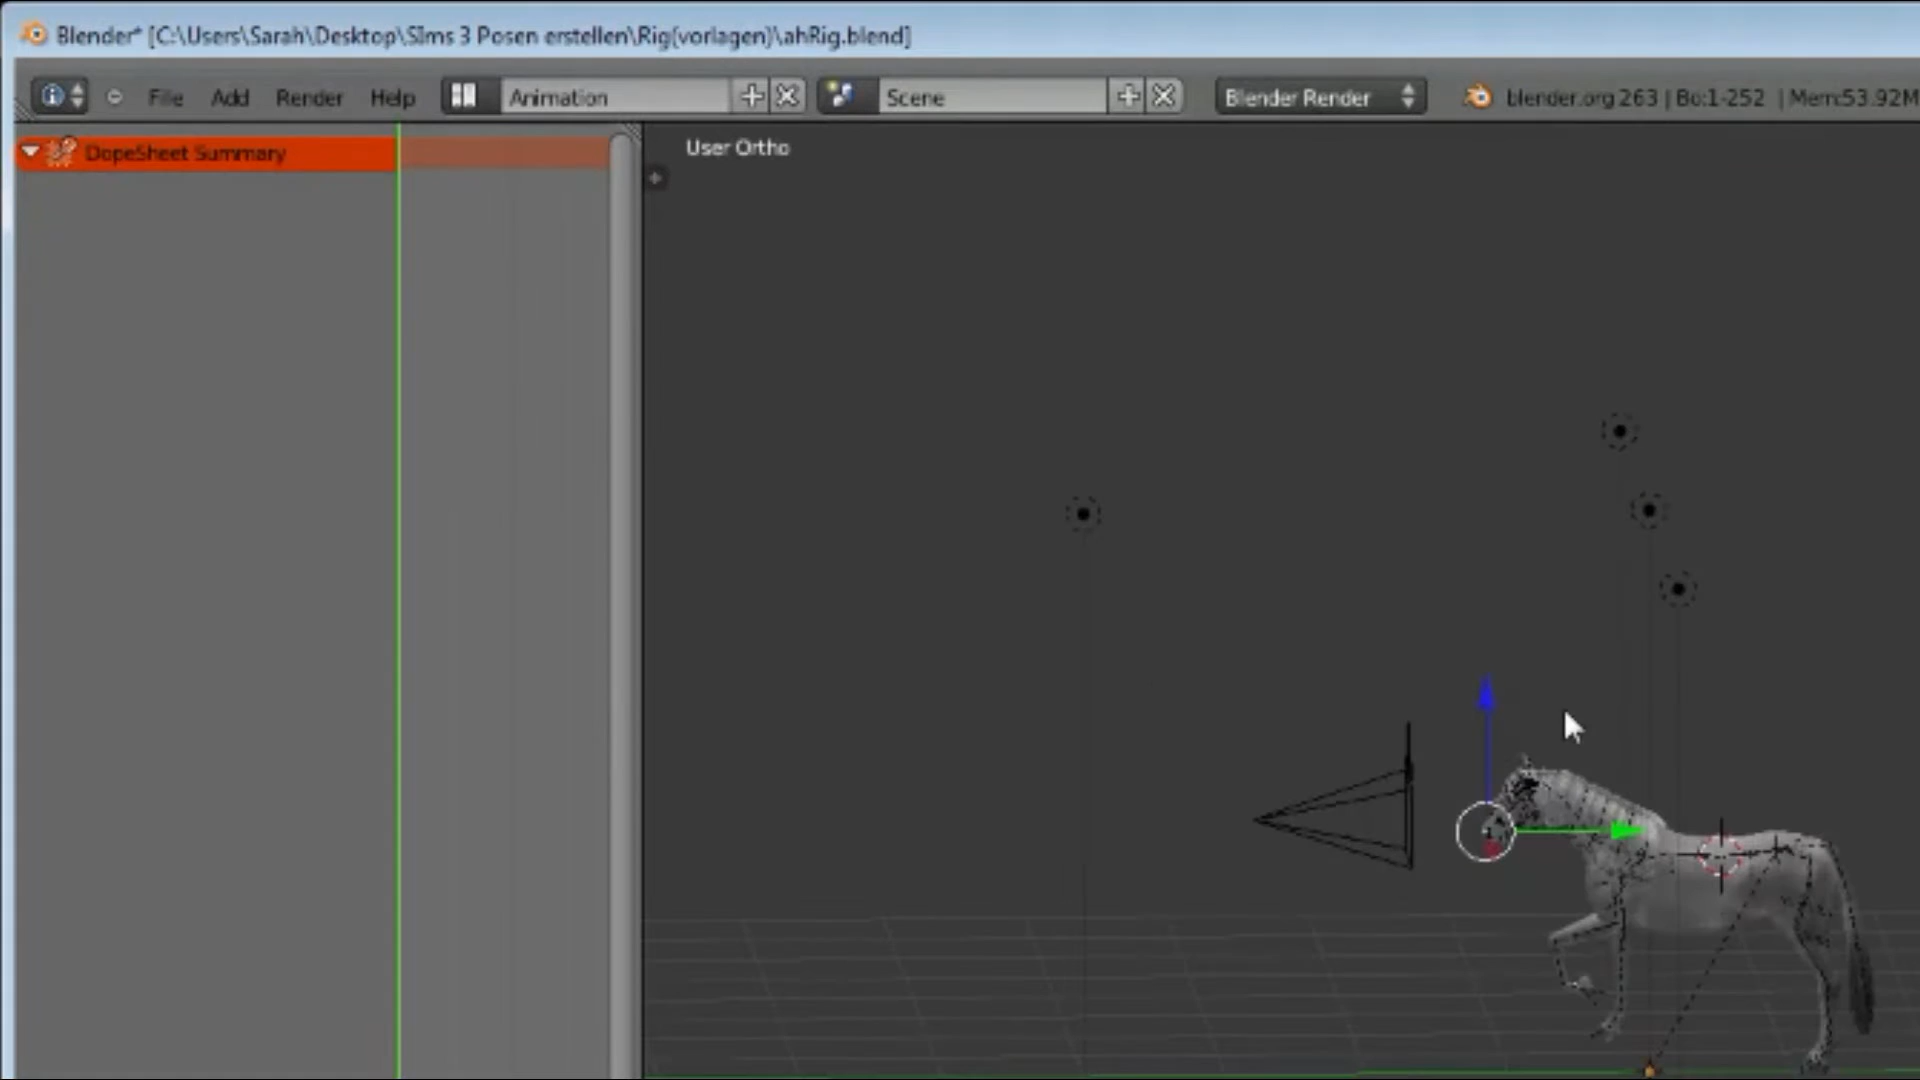 Blender* [C:\Users\Sarah\Desktop\SIms 3 Posen erstellen\Rig(vorlagen)\ahRig.blend]
File Add Render Help Animation Scene Blender Render blender.org 263 | Bo:1-252 | Mem:53.92M
DopeSheet Summary
User Ortho